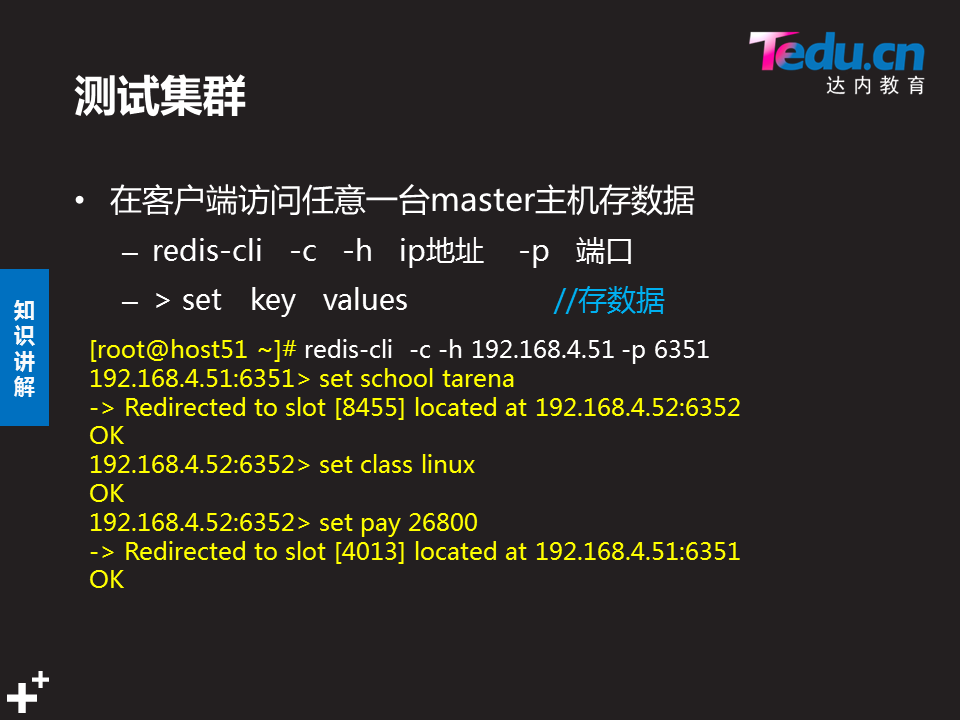 Tedu.cn
达内教育
测试集群
• 在客户端访问任意一台master主机存数据
– redis-cli -c -h ip地址 -p 端口
– > set key values //存数据
知识讲解
[root@host51 ~]# redis-cli -c -h 192.168.4.51 -p 6351
192.168.4.51:6351> set school tarena
-> Redirected to slot [8455] located at 192.168.4.52:6352
OK
192.168.4.52:6352> set class linux
OK
192.168.4.52:6352> set pay 26800
-> Redirected to slot [4013] located at 192.168.4.51:6351
OK